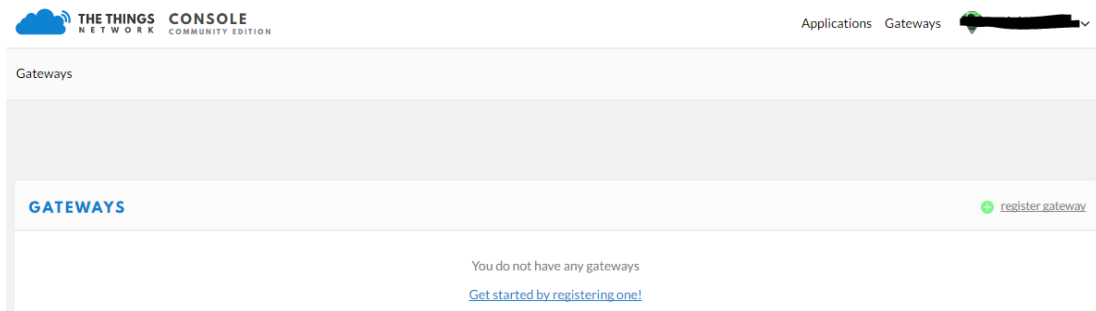 THE THINGS NETWORK CONSOLE COMMUNITY EDITION
Applications Gateways
Gateways
GATEWAYS
register gateway
You do not have any gateways
Get started by registering one!